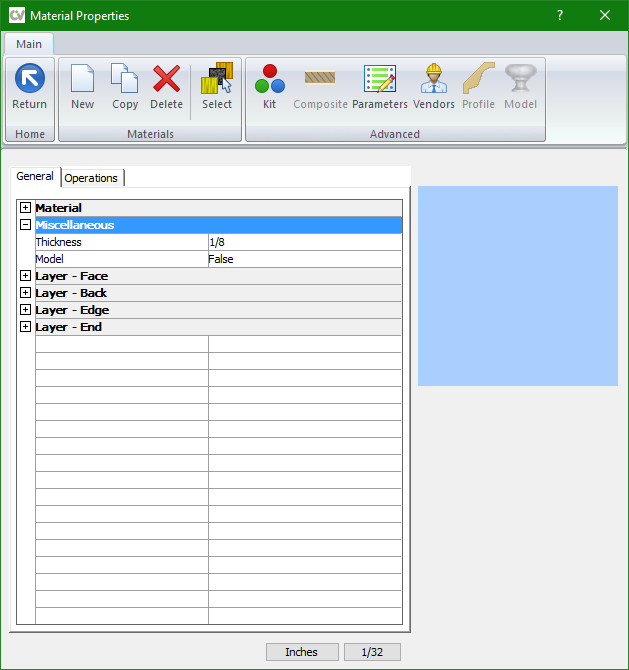 CV Material Properties ?
Main
Return New Copy Delete Select Kit Composite Parameters Vendors Profile Model
Home Materials Advanced
General Operations
Material
Miscellaneous
Thickness 1/8
Model False
Layer - Face
Layer - Back
Layer - Edge
Layer - End
Inches 1/32